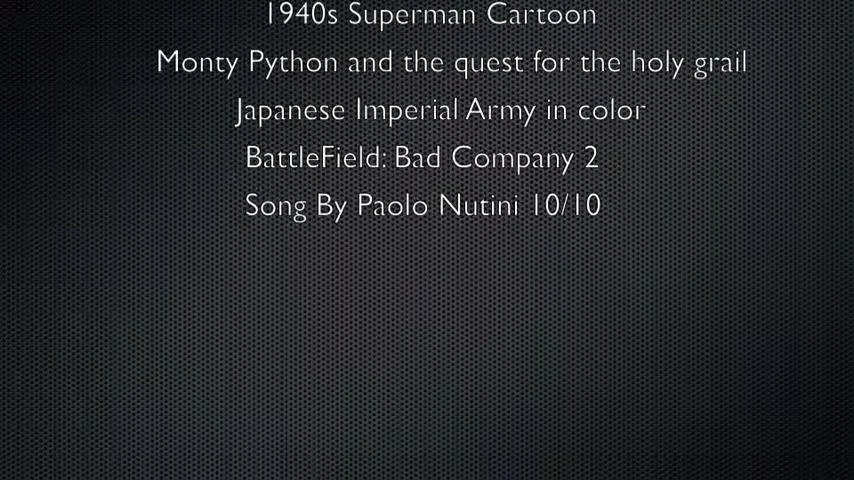 1940s Superman Cartoon
Monty Python and the quest for the holy grail
Japanese Imperial Army in color
BattleField: Bad Company 2
Song By Paolo Nutini 10/10